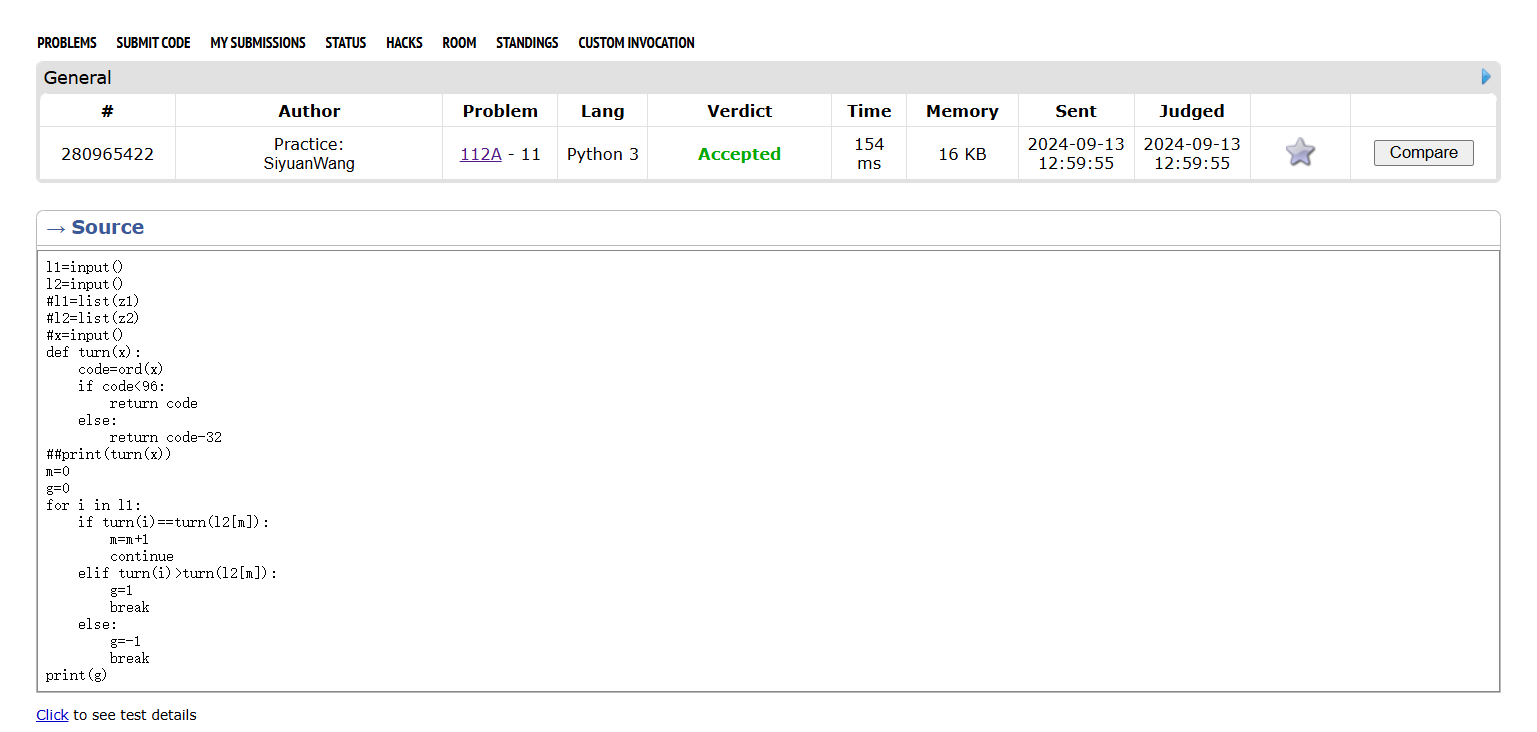 PROBLEMS SUBMIT CODE MY SUBMISSIONS STATUS HACKS ROOM STANDINGS CUSTOM INVOCATION
General
# Author Problem Lang Verdict Time Memory Sent Judged
280965422 Practice: SiyuanWang 112A - 11 Python 3 Accepted 154 ms 16 KB 2024-09-13 12:59:55 2024-09-13 12:59:55 Compare
→ Source
l1=input()
l2=input()
#l1=list(z1)
#l2=list(z2)
#x=input()
def turn(x):
    code=ord(x)
    if code<96:
        return code
    else:
        return code-32
##print(turn(x))
m=0
g=0
for i in l1:
    if turn(i)==turn(l2[m]):
        m=m+1
        continue
    elif turn(i)>turn(l2[m]):
        g=1
        break
    else:
        g=-1
        break
print(g)
Click to see test details